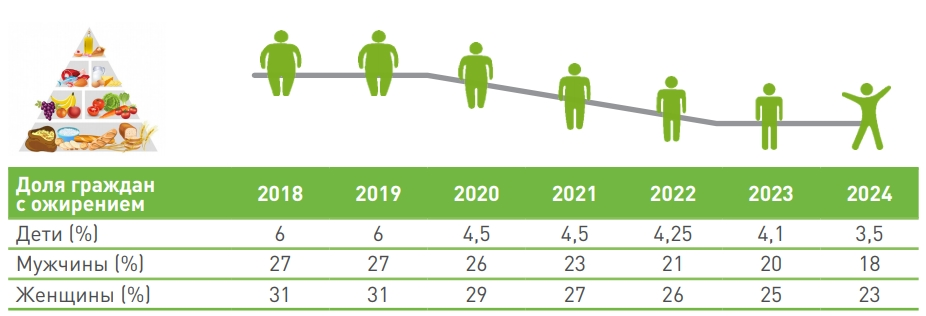 Доля граждан
с ожирением 2018 2019 2020 2021 2022 2023 2024
Дети (%) 6 6 4,5 4,5 4,25 4,1 3,5
Мужчины (%) 27 27 26 23 21 20 18
Женщины (%) 31 31 29 27 26 25 23